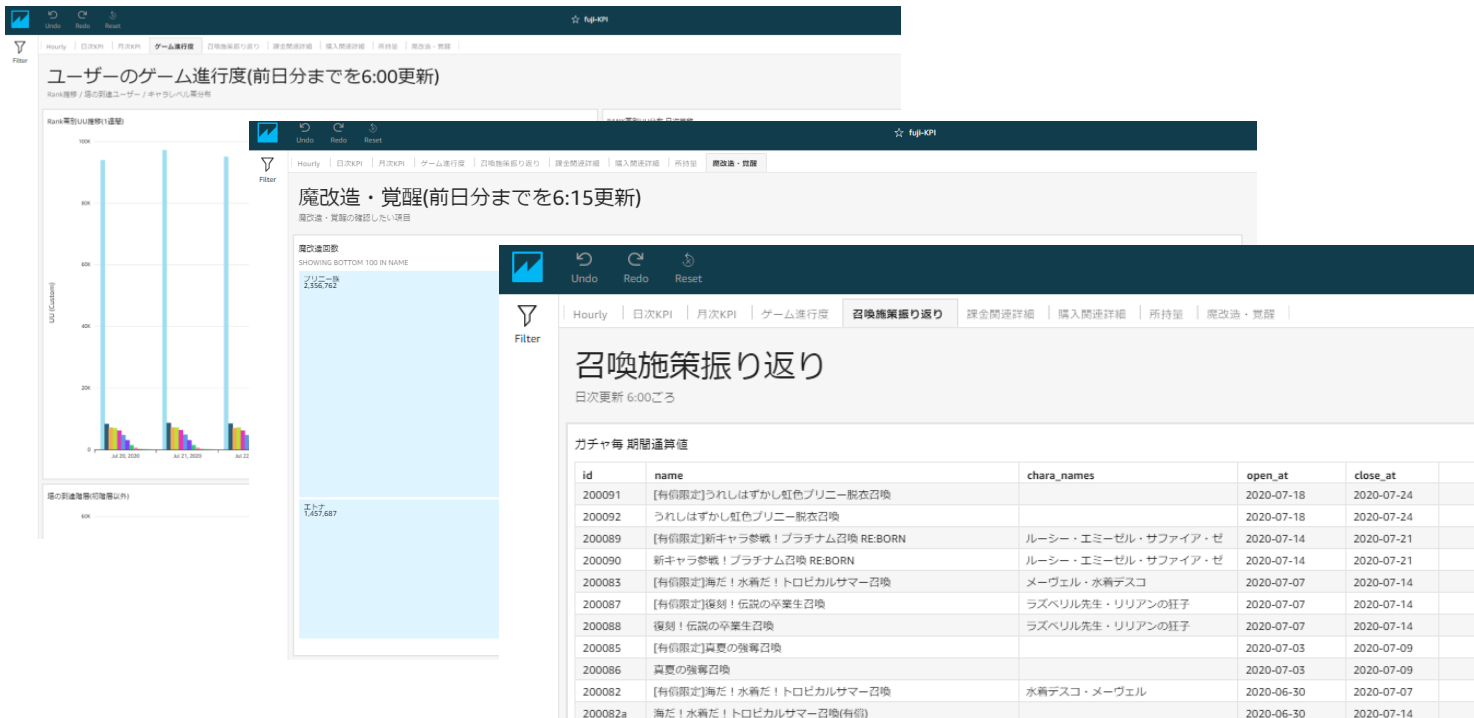 Undo Redo Reset
☆ fuji-KPI
Filter
Hourly 日次KPI 月次KPI ゲーム進行度 召喚施策振り返り 課金関連詳細 購入関連詳細 所持量 魔改造・覚醒
ユーザーのゲーム進行度(前日分までを6:00更新)
Rank推移 / 塔の到達ユーザー / キャラレベル帯分布
Rank帯別UU推移(1週間)
100K
80K
60K
40K
20K
0
UU (Custom)
Jul 20, 2020 Jul 21, 2020 Jul 22
塔の到達階層(初階層以外)
60K
Undo Redo Reset
☆ fuji-KPI
Filter
Hourly 日次KPI 月次KPI ゲーム進行度 召喚施策振り返り 課金関連詳細 購入関連詳細 所持量 魔改造・覚醒
魔改造・覚醒(前日分までを6:15更新)
魔改造・覚醒の確認したい項目
魔改造回数
SHOWING BOTTOM 100 IN NAME
プリニー族
2,356,762
エトナ
1,457,687
Undo Redo Reset
Filter
Hourly 日次KPI 月次KPI ゲーム進行度 召喚施策振り返り 課金関連詳細 購入関連詳細 所持量 魔改造・覚醒
召喚施策振り返り
日次更新 6:00ごろ
ガチャ毎 期間通算値
id name chara_names open_at close_at
200091 [有償限定]うれしはずかし虹色プリニー脱衣召喚 2020-07-18 2020-07-24
200092 うれしはずかし虹色プリニー脱衣召喚 2020-07-18 2020-07-24
200089 [有償限定]新キャラ参戦！プラチナム召喚 RE:BORN ルーシー・エミーゼル・サファイア・ゼ 2020-07-14 2020-07-21
200090 新キャラ参戦！プラチナム召喚 RE:BORN ルーシー・エミーゼル・サファイア・ゼ 2020-07-14 2020-07-21
200083 [有償限定]海だ！水着だ！トロピカルサマー召喚 メーヴェル・水着デスコ 2020-07-07 2020-07-14
200087 [有償限定]復刻！伝説の卒業生召喚 ラズベリル先生・リリアンの狂子 2020-07-07 2020-07-14
200088 復刻！伝説の卒業生召喚 ラズベリル先生・リリアンの狂子 2020-07-07 2020-07-14
200085 [有償限定]真夏の強奪召喚 2020-07-03 2020-07-09
200086 真夏の強奪召喚 2020-07-03 2020-07-09
200082 [有償限定]海だ！水着だ！トロピカルサマー召喚 水着デスコ・メーヴェル 2020-06-30 2020-07-07
200082a 海だ！水着だ！トロピカルサマー召喚(有償) 2020-06-30 2020-07-14